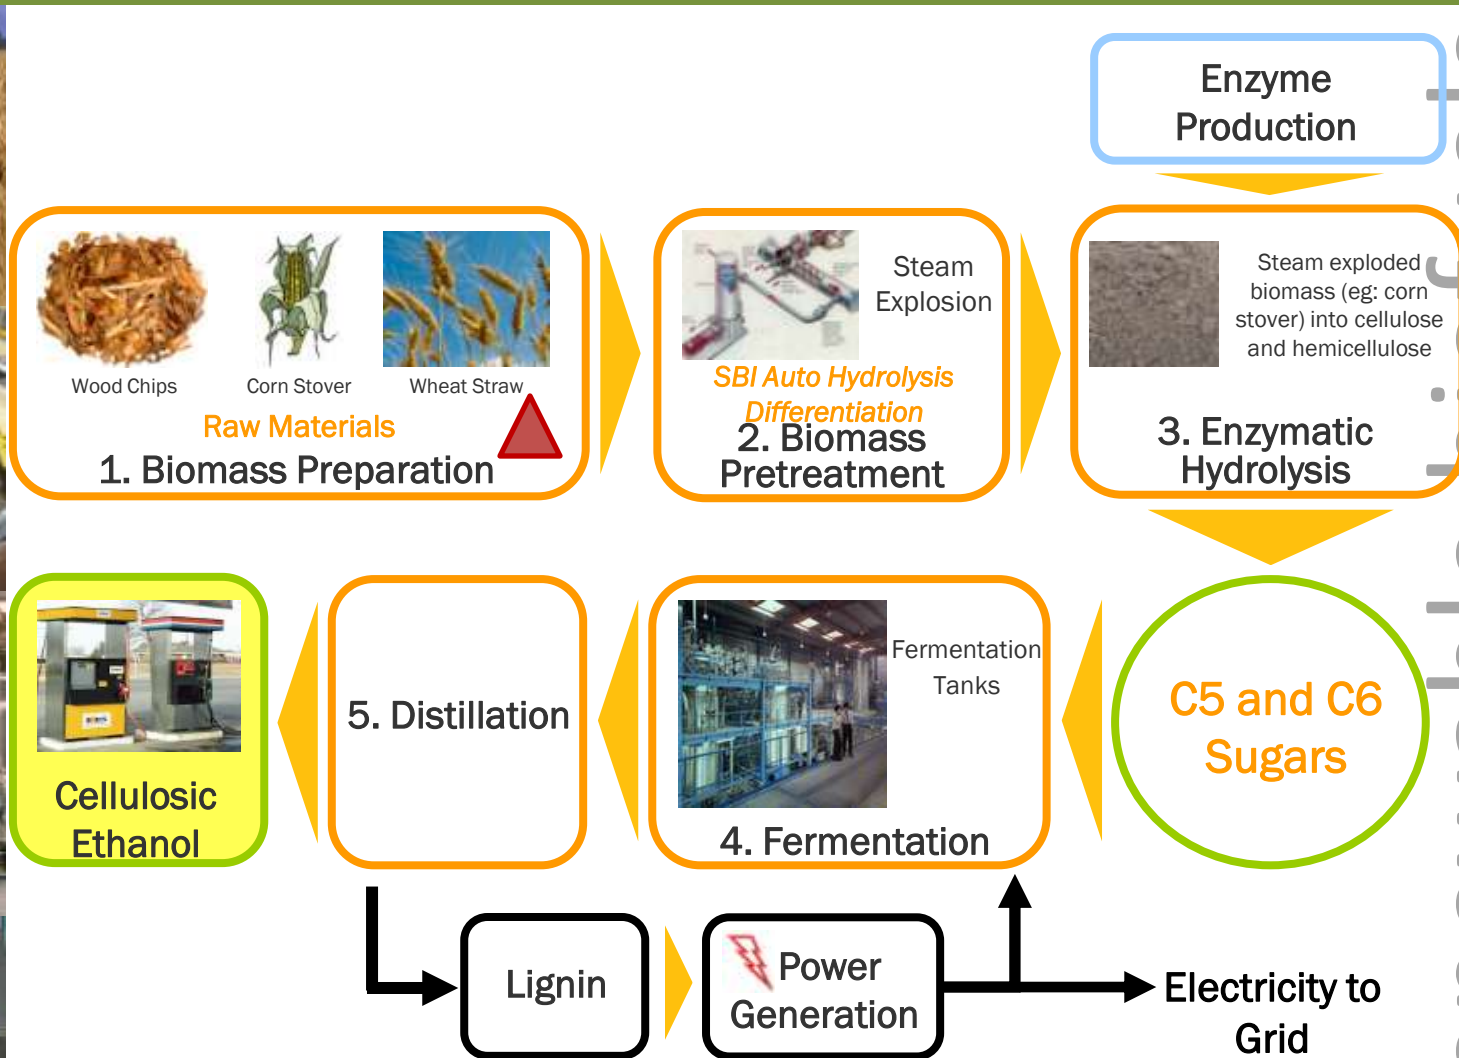 Enzyme
Production
Wood Chips
Corn Stover
Wheat Straw
Raw Materials
1. Biomass Preparation
Steam
Explosion
SBI Auto Hydrolysis
Differentiation
2. Biomass
Pretreatment
Steam exploded
biomass (eg: corn
stover) into cellulose
and hemicellulose
3. Enzymatic
Hydrolysis
C5 and C6
Sugars
Fermentation
Tanks
4. Fermentation
5. Distillation
Cellulosic
Ethanol
Lignin
Power
Generation
Electricity to
Grid